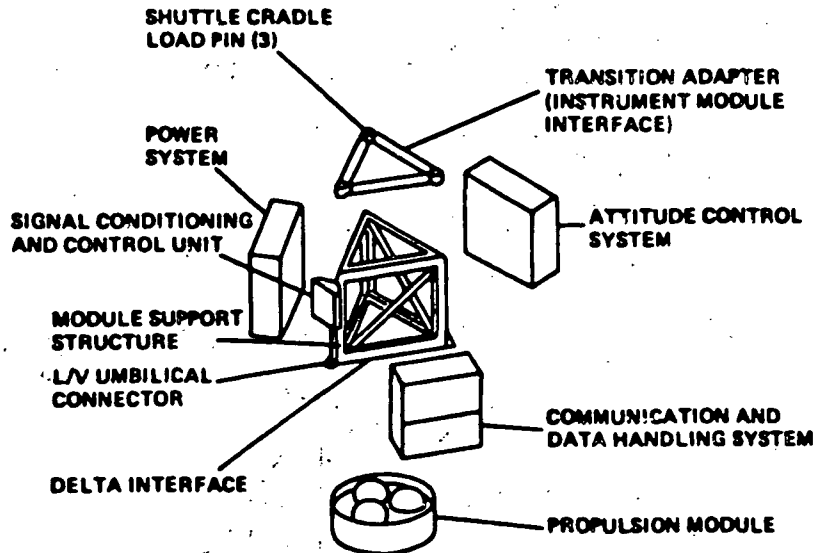 SHUTTLE CRADLE
LOAD PIN (3)
TRANSITION ADAPTER
(INSTRUMENT MODULE
INTERFACE)
POWER
SYSTEM
SIGNAL CONDITIONING
AND CONTROL UNIT
ATTITUDE CONTROL
SYSTEM
MODULE SUPPORT
STRUCTURE
L/V UMBILICAL
CONNECTOR
COMMUNICATION AND
DATA HANDLING SYSTEM
DELTA INTERFACE
PROPULSION MODULE